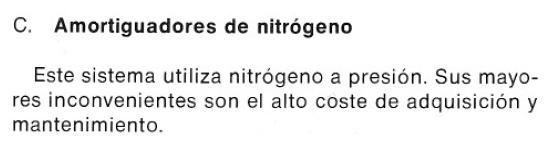 C. Amortiguadores de nitrógeno
Este sistema utiliza nitrógeno a presión. Sus mayo-
res inconvenientes son el alto coste de adquisición y
mantenimiento.